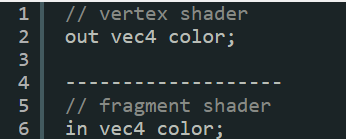 1 // vertex shader
2 out vec4 color;
3
4 -------------------
5 // fragment shader
6 in vec4 color;